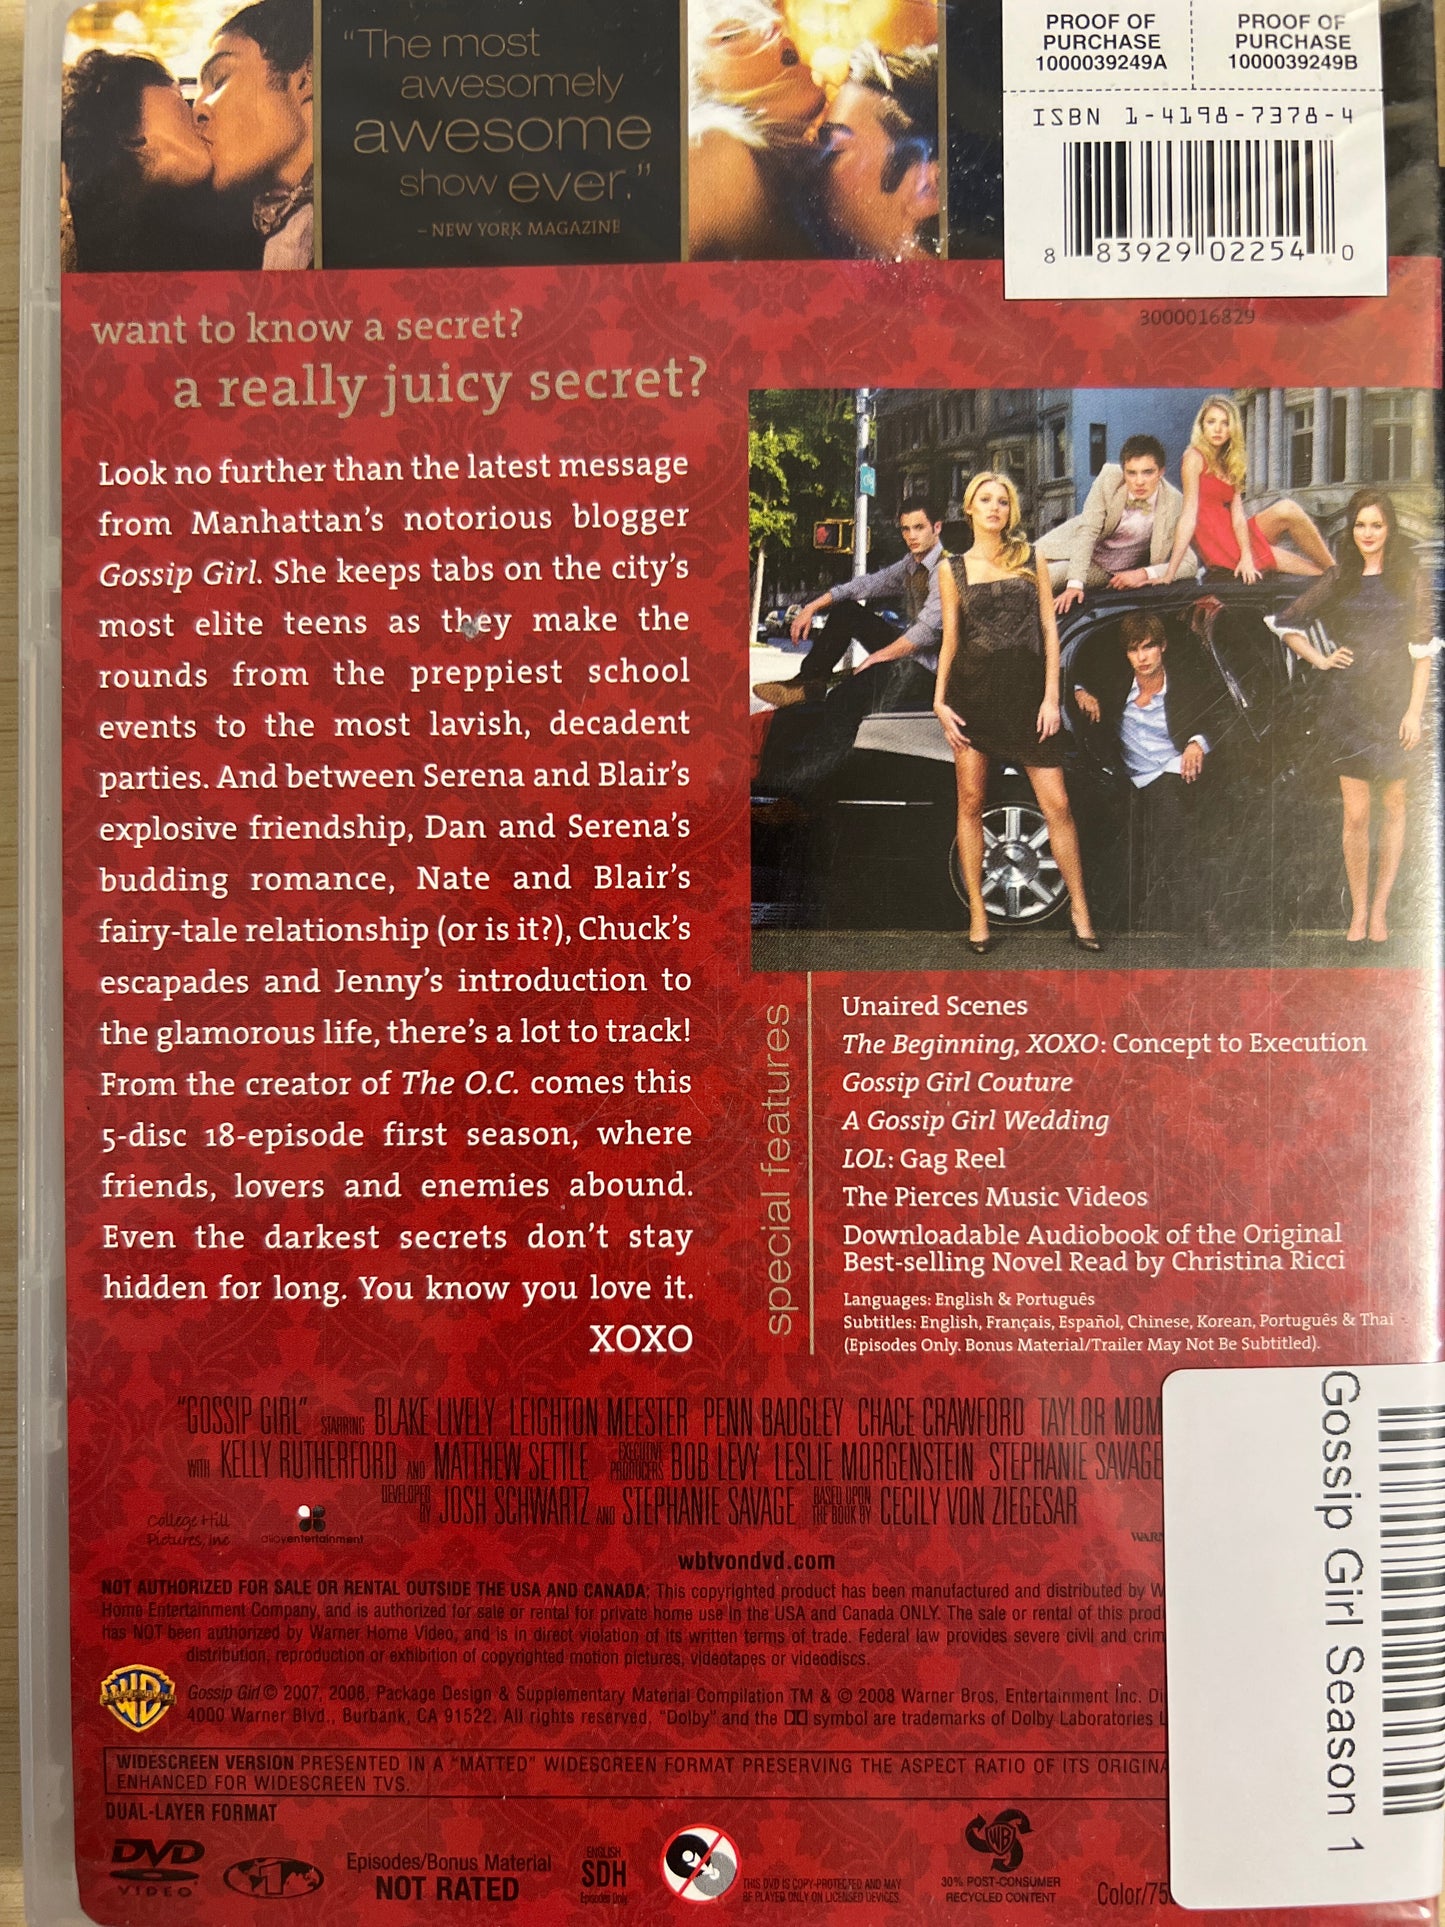 "The most
awesomely
awesome
show ever."
– NEW YORK MAGAZINE
PROOF OF PURCHASE 1000039249A
PROOF OF PURCHASE 1000039249B
ISBN 1-4198-7378-4
8 83929 02254 0
3000016829
want to know a secret?
a really juicy secret?
Look no further than the latest message
from Manhattan's notorious blogger
Gossip Girl. She keeps tabs on the city's
most elite teens as they make the
rounds from the preppiest school
events to the most lavish, decadent
parties. And between Serena and Blair's
explosive friendship, Dan and Serena's
budding romance, Nate and Blair's
fairy-tale relationship (or is it?), Chuck's
escapades and Jenny's introduction to
the glamorous life, there's a lot to track!
From the creator of The O.C. comes this
5-disc 18-episode first season, where
friends, lovers and enemies abound.
Even the darkest secrets don't stay
hidden for long. You know you love it.
XOXO
special features
Unaired Scenes
The Beginning, XOXO: Concept to Execution
Gossip Girl Couture
A Gossip Girl Wedding
LOL: Gag Reel
The Pierces Music Videos
Downloadable Audiobook of the Original
Best-selling Novel Read by Christina Ricci
Languages: English & Português
Subtitles: English, Français, Español, Chinese, Korean, Português & Thai
(Episodes Only. Bonus Material/Trailer May Not Be Subtitled).
"GOSSIP GIRL" STARRING BLAKE LIVELY LEIGHTON MEESTER PENN BADGLEY CHACE CRAWFORD TAYLOR MOM
WITH KELLY RUTHERFORD AND MATTHEW SETTLE EXECUTIVE PRODUCERS BOB LEVY LESLIE MORGENSTEIN STEPHANIE SAVAGE
DEVELOPED BY JOSH SCHWARTZ AND STEPHANIE SAVAGE BASED UPON THE BOOK BY CECILY VON ZIEGESAR
College Hill
Pictures, Inc
alloyentertainment
WARN
wbtvondvd.com
NOT AUTHORIZED FOR SALE OR RENTAL OUTSIDE THE USA AND CANADA: This copyrighted product has been manufactured and distributed by W
Home Entertainment Company, and is authorized for sale or rental for private home use in the USA and Canada ONLY. The sale or rental of this prod
has NOT been authorized by Warner Home Video, and is in direct violation of its written terms of trade. Federal law provides severe civil and crim
distribution, reproduction or exhibition of copyrighted motion pictures, videotapes or videodiscs.
WB
Gossip Girl © 2007, 2008, Package Design & Supplementary Material Compilation TM & © 2008 Warner Bros. Entertainment Inc. Di
4000 Warner Blvd., Burbank, CA 91522. All rights reserved. "Dolby" and the symbol are trademarks of Dolby Laboratories L
WIDESCREEN VERSION PRESENTED IN A "MATTED" WIDESCREEN FORMAT PRESERVING THE ASPECT RATIO OF ITS ORIGINA
ENHANCED FOR WIDESCREEN TVS.
DUAL-LAYER FORMAT
DVD
VIDEO
1
Episodes/Bonus Material
NOT RATED
ENGLISH
SDH
Episodes Only
THIS DVD IS COPY-PROTECTED AND MAY
BE PLAYED ONLY ON LICENSED DEVICES.
WB
30% POST-CONSUMER
RECYCLED CONTENT
Color/75
Gossip Girl Season 1